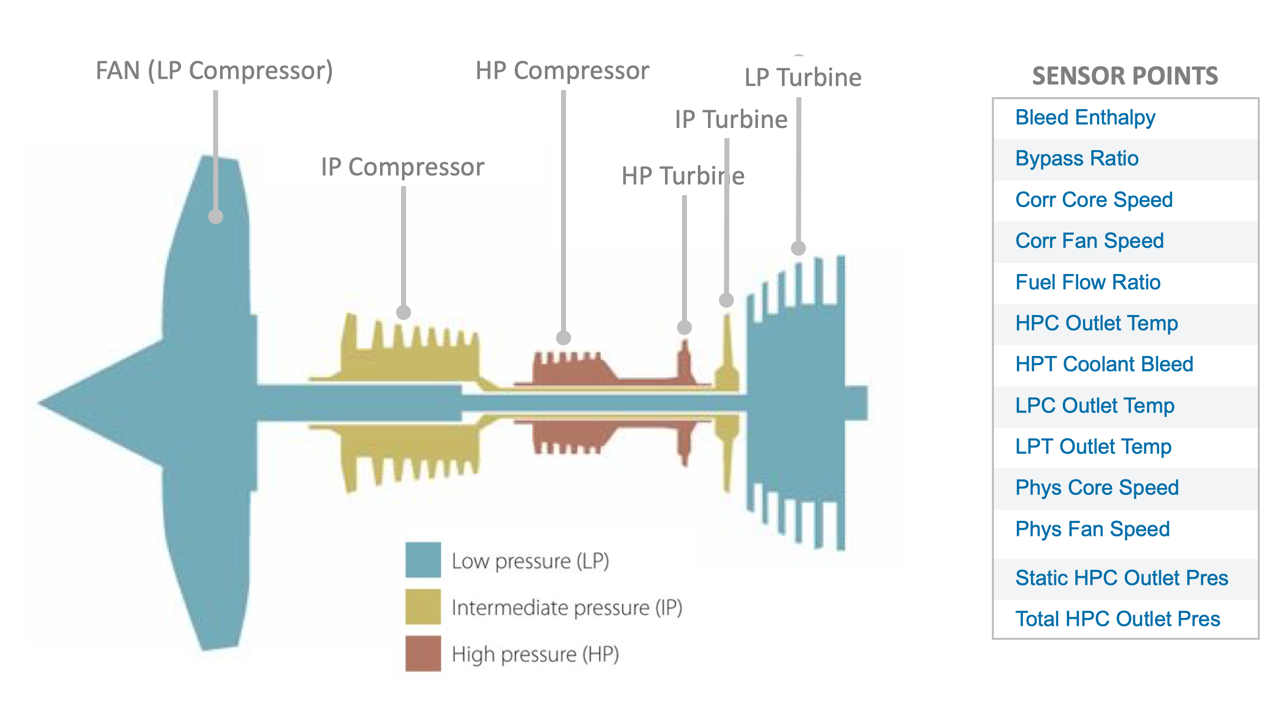 FAN (LP Compressor)
HP Compressor
LP Turbine
IP Turbine
IP Compressor
HP Turbine
Low pressure (LP)
Intermediate pressure (IP)
High pressure (HP)
SENSOR POINTS
Bleed Enthalpy
Bypass Ratio
Corr Core Speed
Corr Fan Speed
Fuel Flow Ratio
HPC Outlet Temp
HPT Coolant Bleed
LPC Outlet Temp
LPT Outlet Temp
Phys Core Speed
Phys Fan Speed
Static HPC Outlet Pres
Total HPC Outlet Pres